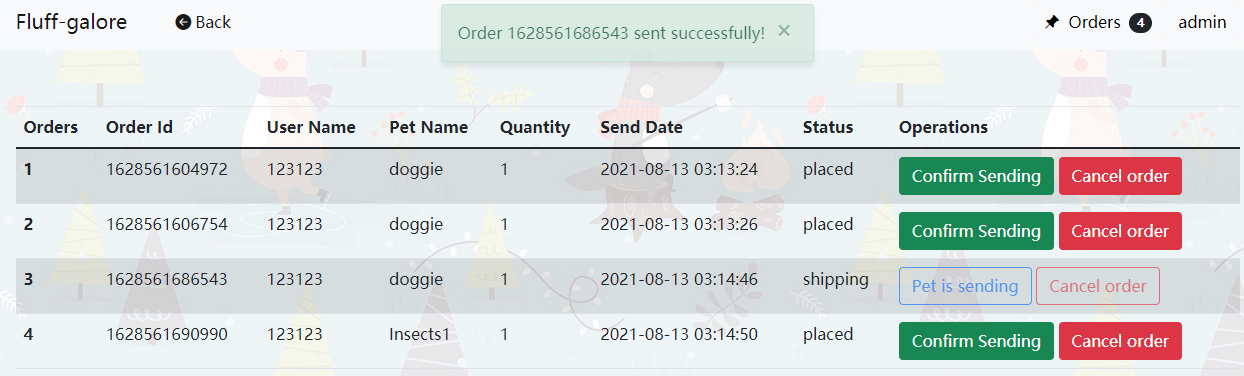 Fluff-galore Back Order 1628561686543 sent successfully! × Orders 4 admin
Orders Order Id User Name Pet Name Quantity Send Date Status Operations
1 1628561604972 123123 doggie 1 2021-08-13 03:13:24 placed Confirm Sending Cancel order
2 1628561606754 123123 doggie 1 2021-08-13 03:13:26 placed Confirm Sending Cancel order
3 1628561686543 123123 doggie 1 2021-08-13 03:14:46 shipping Pet is sending Cancel order
4 1628561690990 123123 Insects1 1 2021-08-13 03:14:50 placed Confirm Sending Cancel order